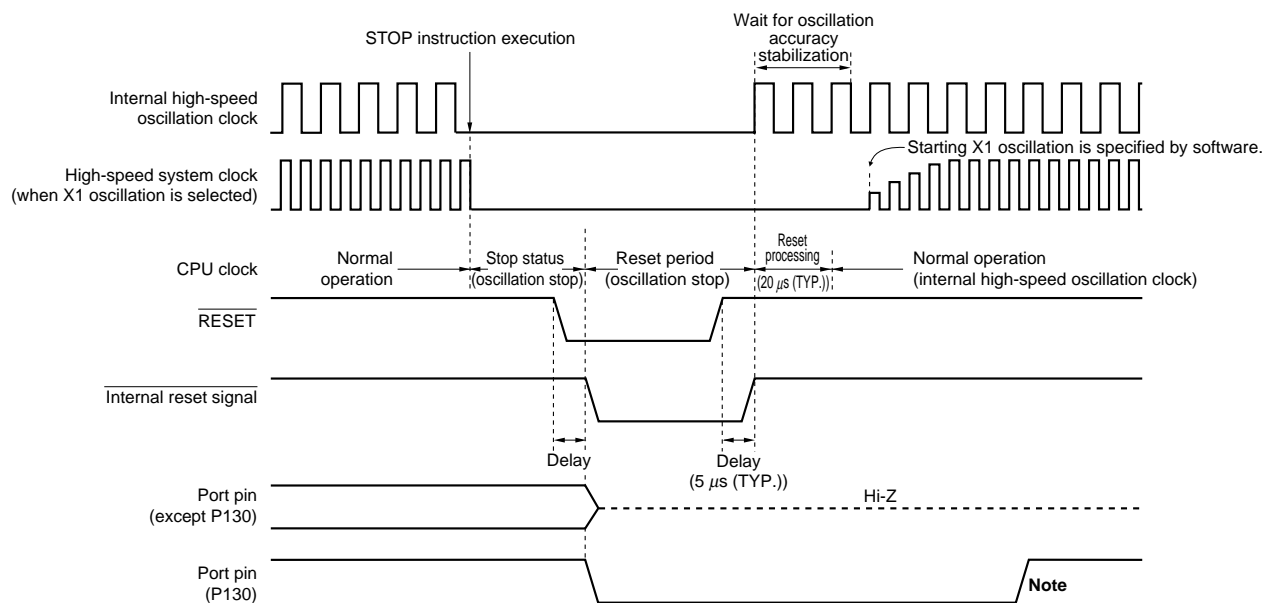 Wait for oscillation
accuracy
stabilization
STOP instruction execution
Internal high-speed
oscillation clock
Starting X1 oscillation is specified by software.
High-speed system clock
(when X1 oscillation is selected)
CPU clock
Normal
operation
Stop status
(oscillation stop)
Reset period
(oscillation stop)
Reset
processing
(20 μs (TYP.))
Normal operation
(internal high-speed oscillation clock)
RESET
Internal reset signal
Delay
Delay
(5 μs (TYP.))
Port pin
(except P130)
Hi-Z
Port pin
(P130)
Note